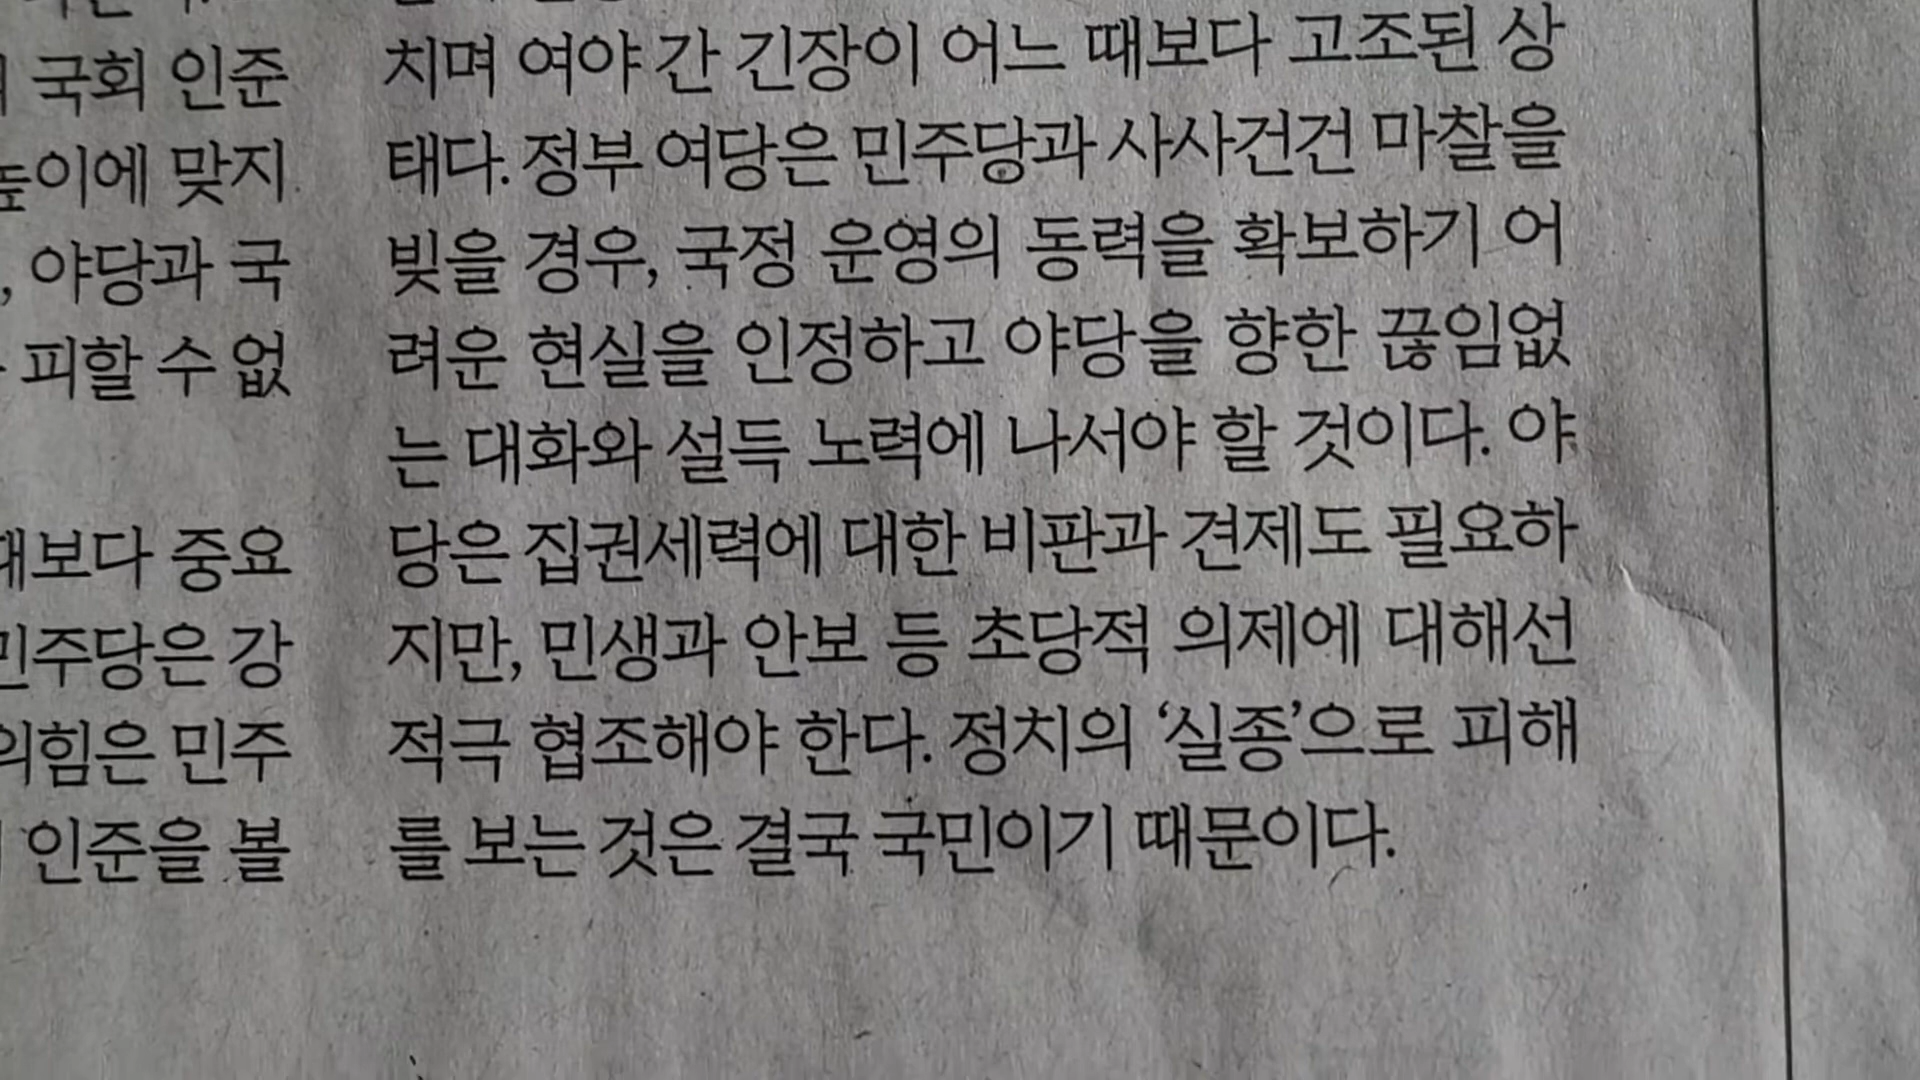 국회 인준
높이에 맞지
, 야당과 국
피할 수 없
때보다 중요
민주당은 강
의힘은 민주
인준을 볼
치며 여야 간 긴장이 어느 때보다 고조된 상
태다. 정부 여당은 민주당과 사사건건 마찰을
빚을 경우, 국정 운영의 동력을 확보하기 어
려운 현실을 인정하고 야당을 향한 끊임없
는 대화와 설득 노력에 나서야 할 것이다. 야
당은 집권세력에 대한 비판과 견제도 필요하
지만, 민생과 안보 등 초당적 의제에 대해선
적극 협조해야 한다. 정치의 ‘실종’으로 피해
를 보는 것은 결국 국민이기 때문이다.